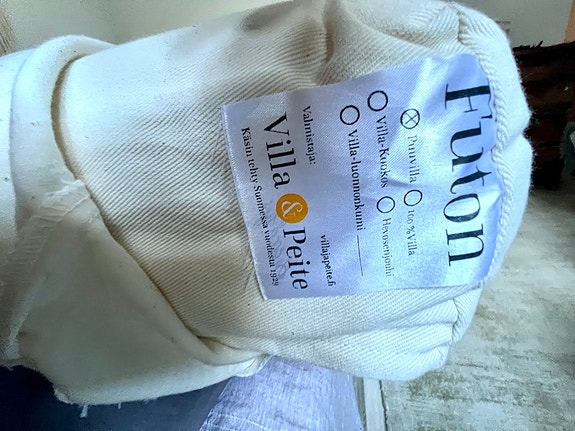 Futon
Puuvilla 100 % Villa
Villa-Kookos Hevosenjouhi
Villa-luonnonkumi
villajapeite.fi
Valmistaja:
Villa & Peite
Käsin tehty Suomessa vuodesta 1929